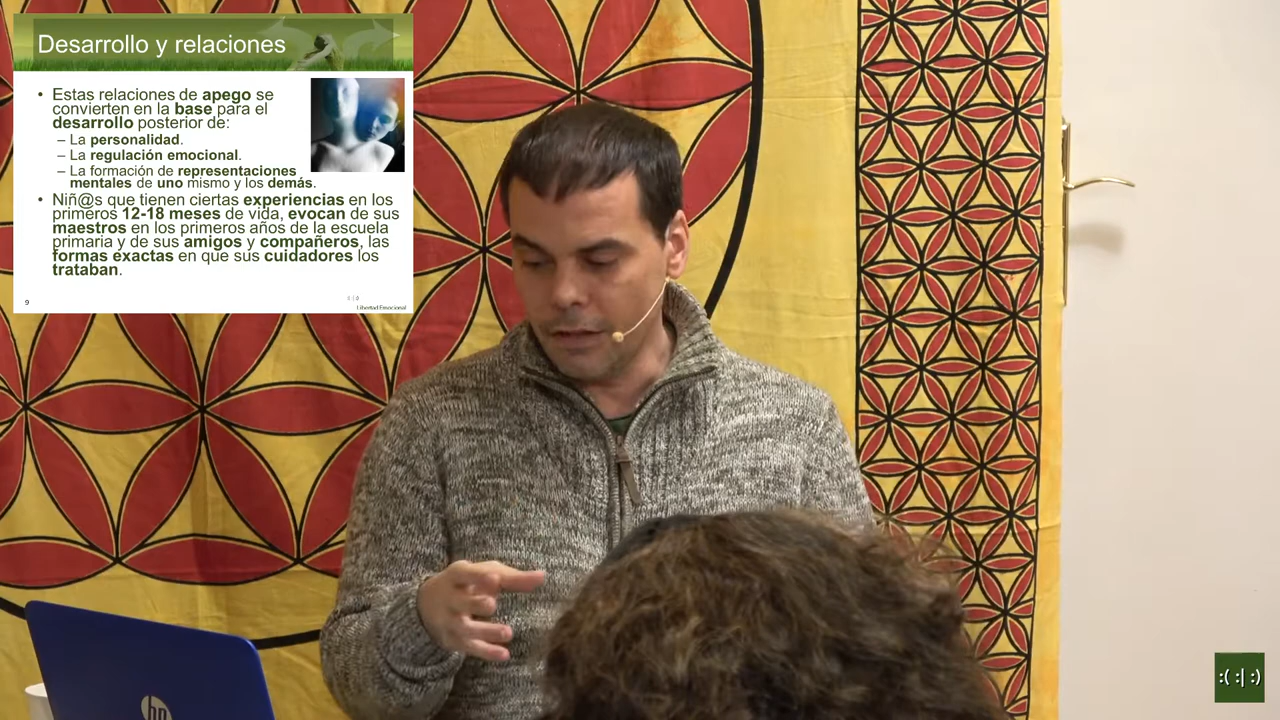 Desarrollo y relaciones
• Estas relaciones de apego se
convierten en la base para el
desarrollo posterior de:
– La personalidad.
– La regulación emocional.
– La formación de representaciones
mentales de uno mismo y los demás.
• Niñ@s que tienen ciertas experiencias en los
primeros 12-18 meses de vida, evocan de sus
maestros en los primeros años de la escuela
primaria y de sus amigos y compañeros, las
formas exactas en que sus cuidadores los
trataban.
9
:( :|:)
Libertad Emocional
hp
:( :| :)